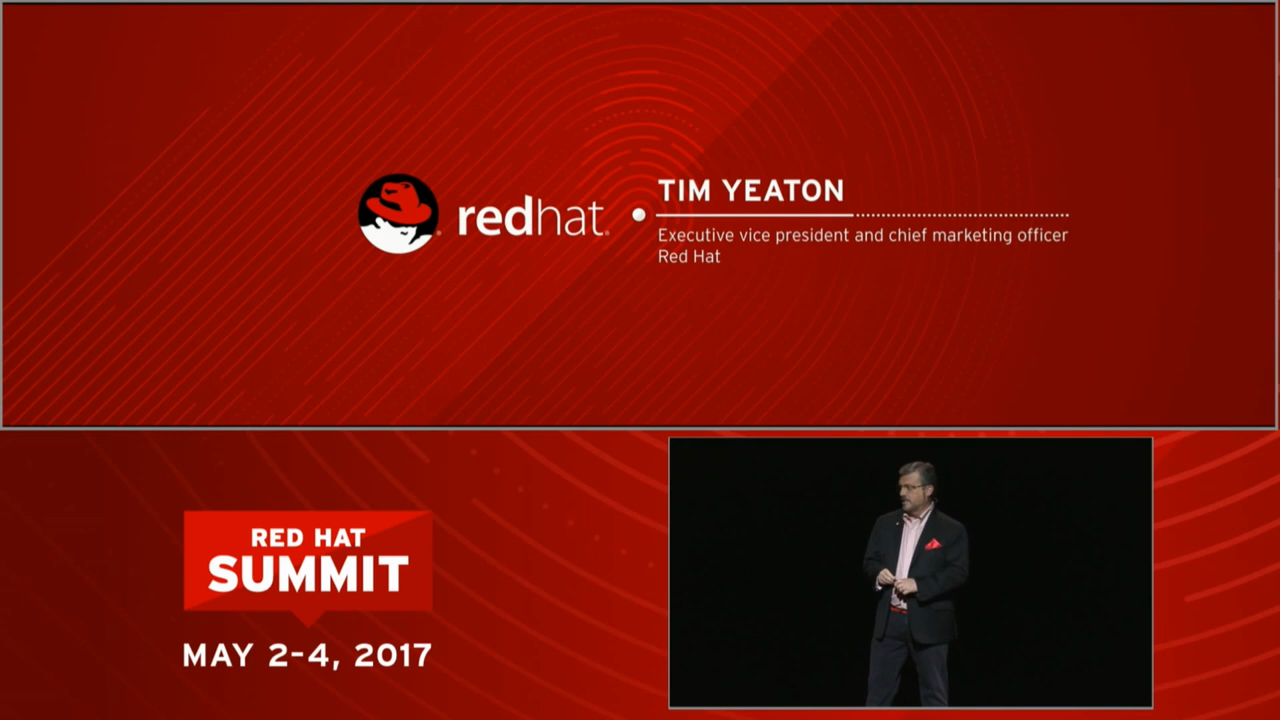 redhat.
TIM YEATON
Executive vice president and chief marketing officer
Red Hat
RED HAT
SUMMIT
MAY 2-4, 2017